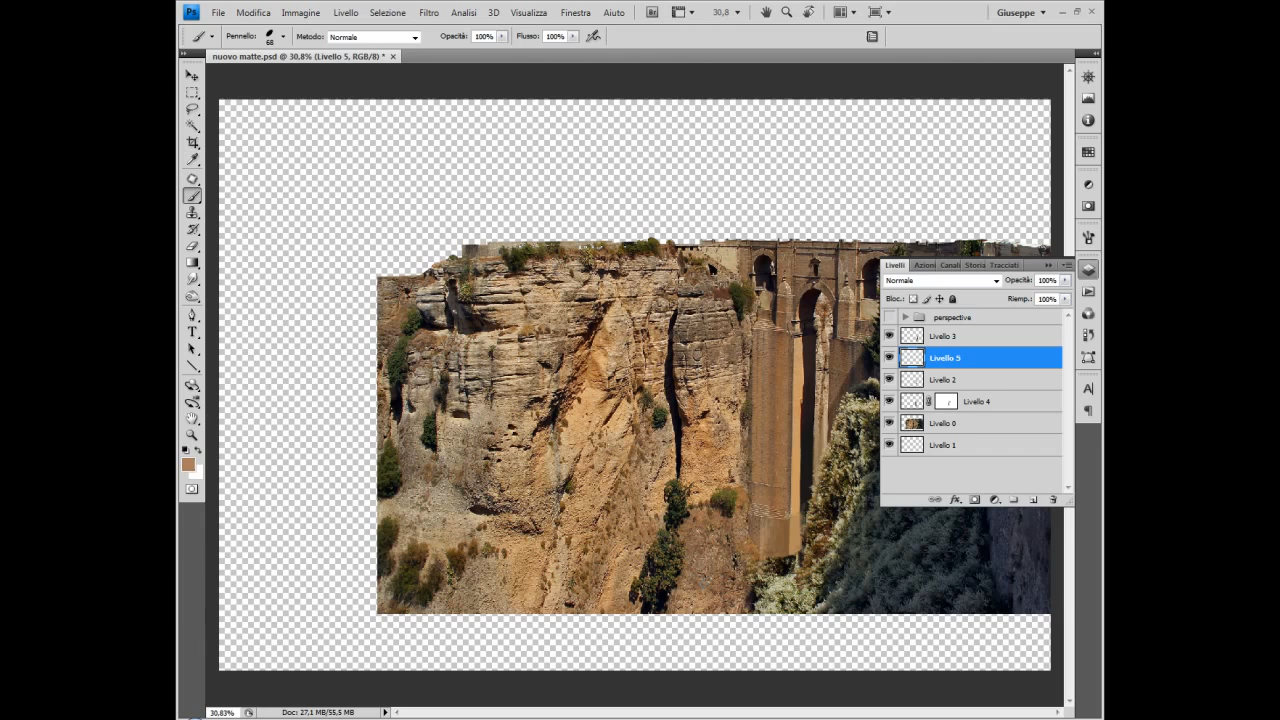 Ps File Modifica Immagine Livello Selezione Filtro Analisi 3D Visualizza Finestra Aiuto Br 30,8 Giuseppe
Pennello: 68 Metodo: Normale Opacità: 100% Flusso: 100%
nuovo matte.psd @ 30,8% (Livello 5, RGB/8) *
Livelli Azioni Canali Storia Tracciati
Normale Opacità: 100%
Bloc.: Riemp.: 100%
perspective
Livello 3
Livello 5
Livello 2
Livello 4
Livello 0
Livello 1
fx
30,83% Doc: 27,1 MB/55,5 MB